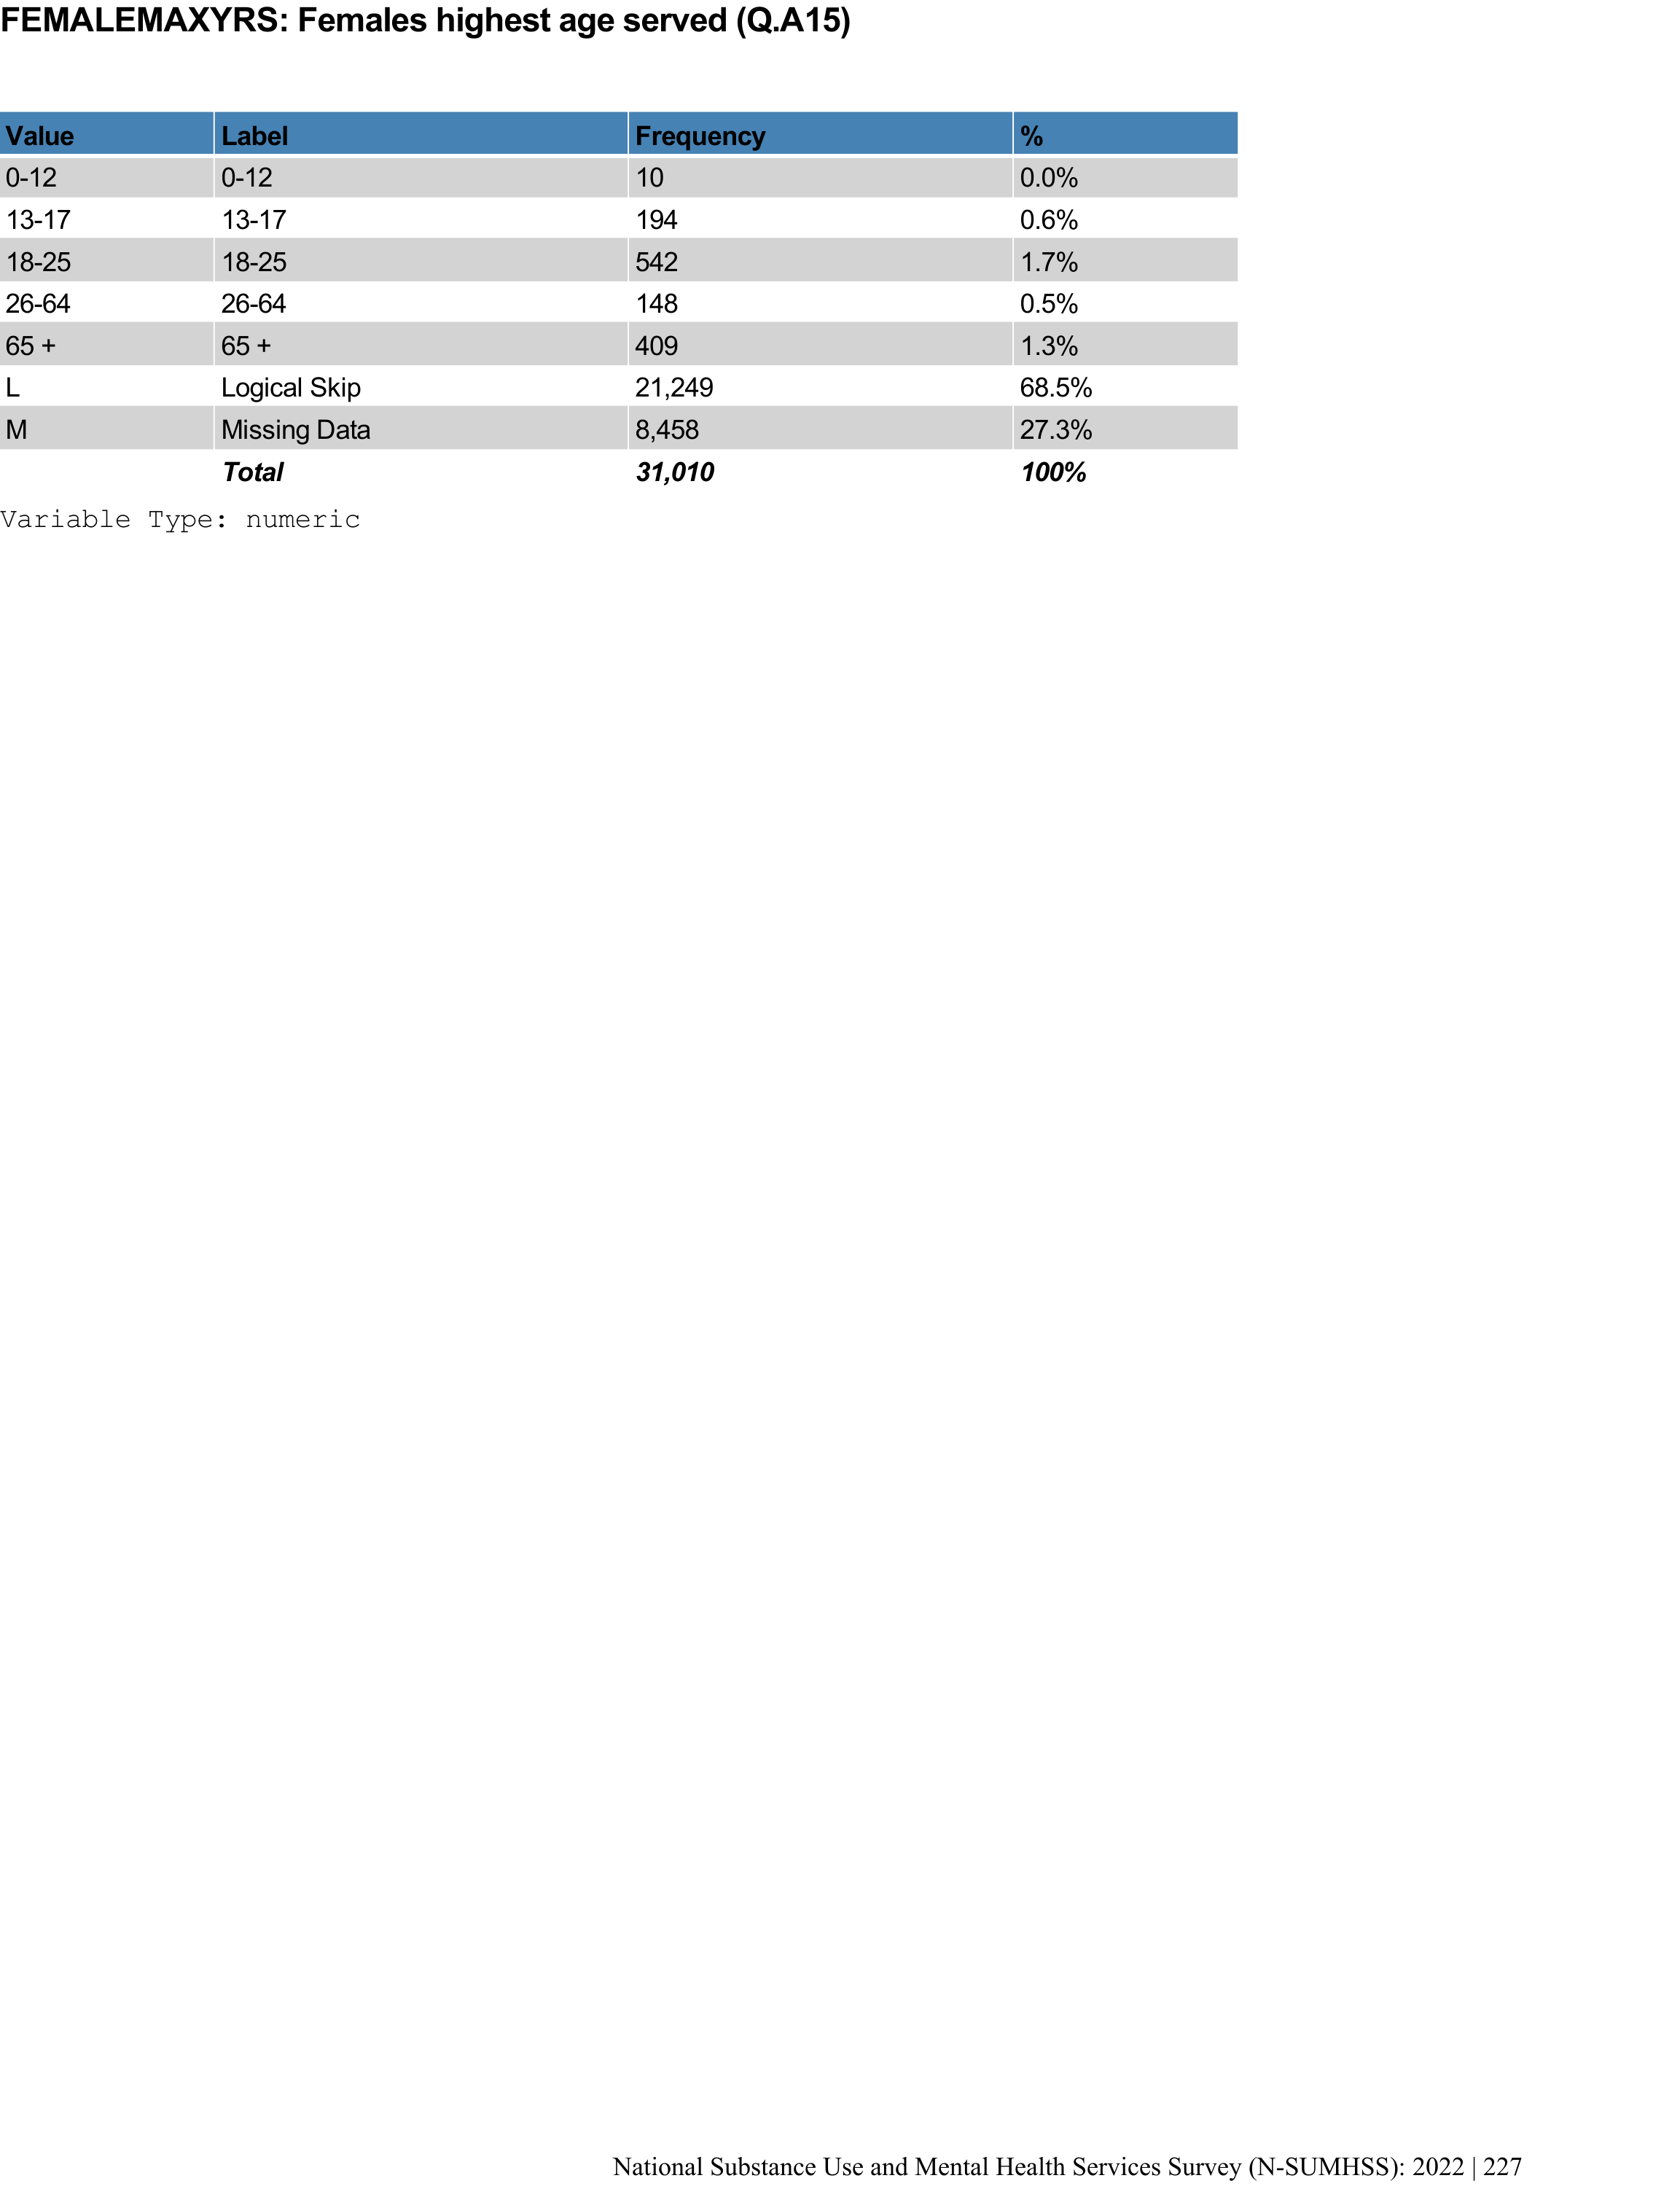 FEMALEMAXYRS: Females highest age served (Q.A15)
Value Label Frequency %
0-12 0-12 10 0.0%
13-17 13-17 194 0.6%
18-25 18-25 542 1.7%
26-64 26-64 148 0.5%
65 + 65 + 409 1.3%
L Logical Skip 21,249 68.5%
M Missing Data 8,458 27.3%
Total 31,010 100%
Variable Type: numeric
National Substance Use and Mental Health Services Survey (N-SUMHSS): 2022 | 227